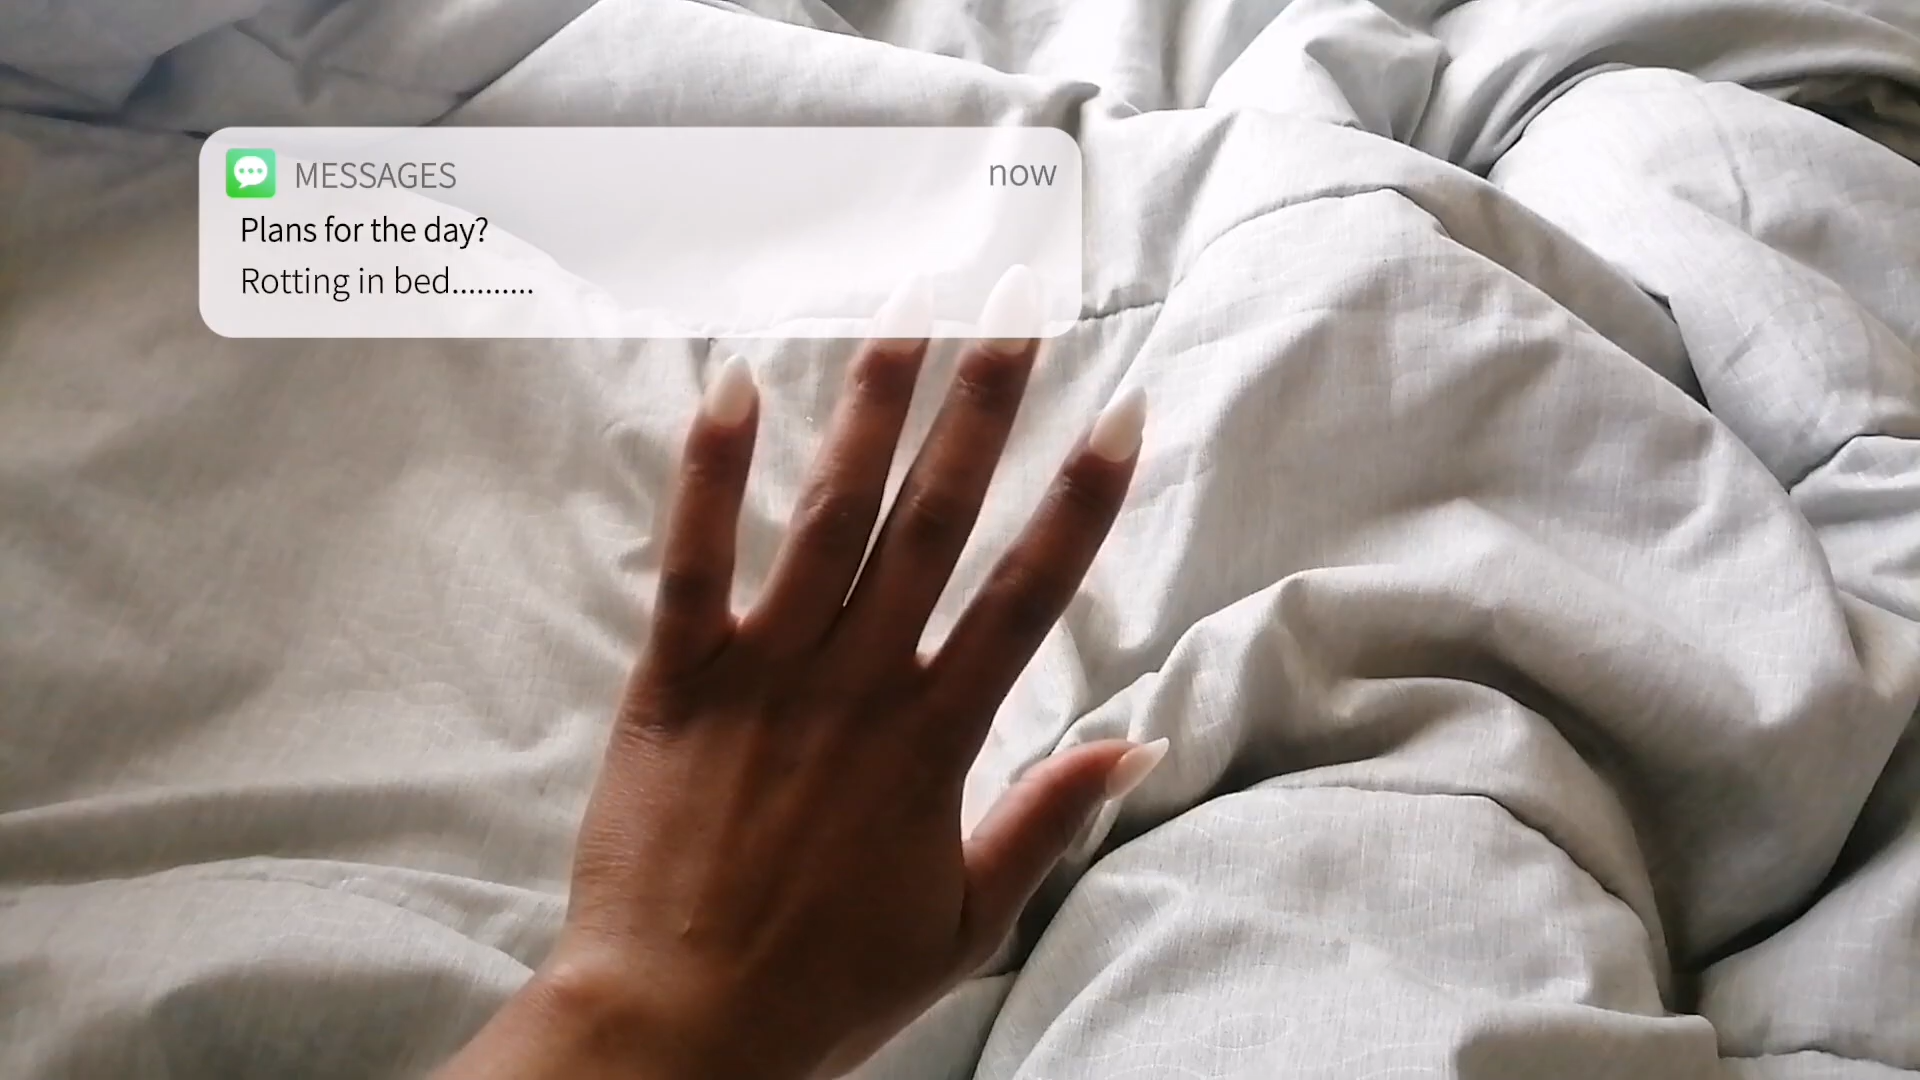 MESSAGES now
Plans for the day?
Rotting in bed..........